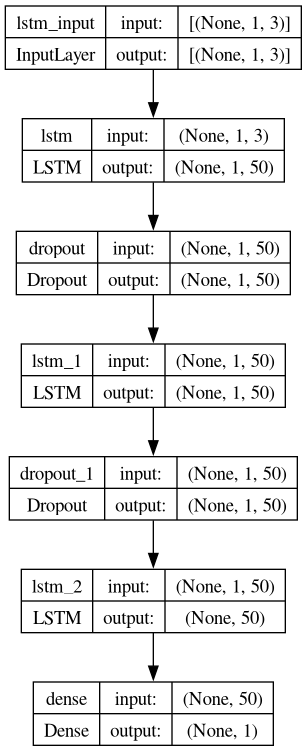 lstm_input input: [(None, 1, 3)]
InputLayer output: [(None, 1, 3)]
lstm input: (None, 1, 3)
LSTM output: (None, 1, 50)
dropout input: (None, 1, 50)
Dropout output: (None, 1, 50)
lstm_1 input: (None, 1, 50)
LSTM output: (None, 1, 50)
dropout_1 input: (None, 1, 50)
Dropout output: (None, 1, 50)
lstm_2 input: (None, 1, 50)
LSTM output: (None, 50)
dense input: (None, 50)
Dense output: (None, 1)